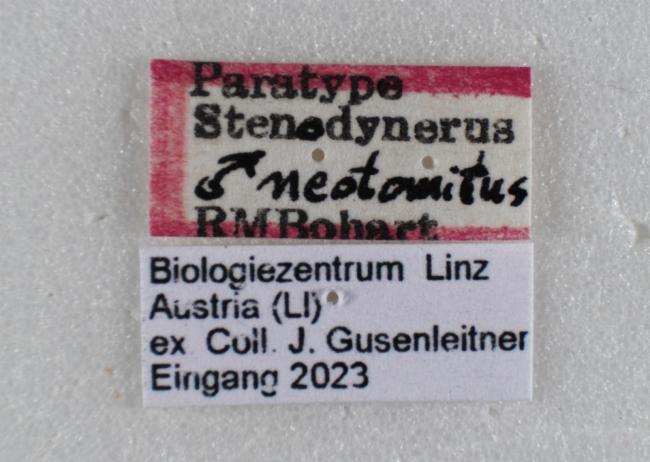 Paratype
Stenodynerus
♂ neotomitus
RMBohart
Biologiezentrum Linz
Austria (LI)
ex Coll. J. Gusenleitner
Eingang 2023